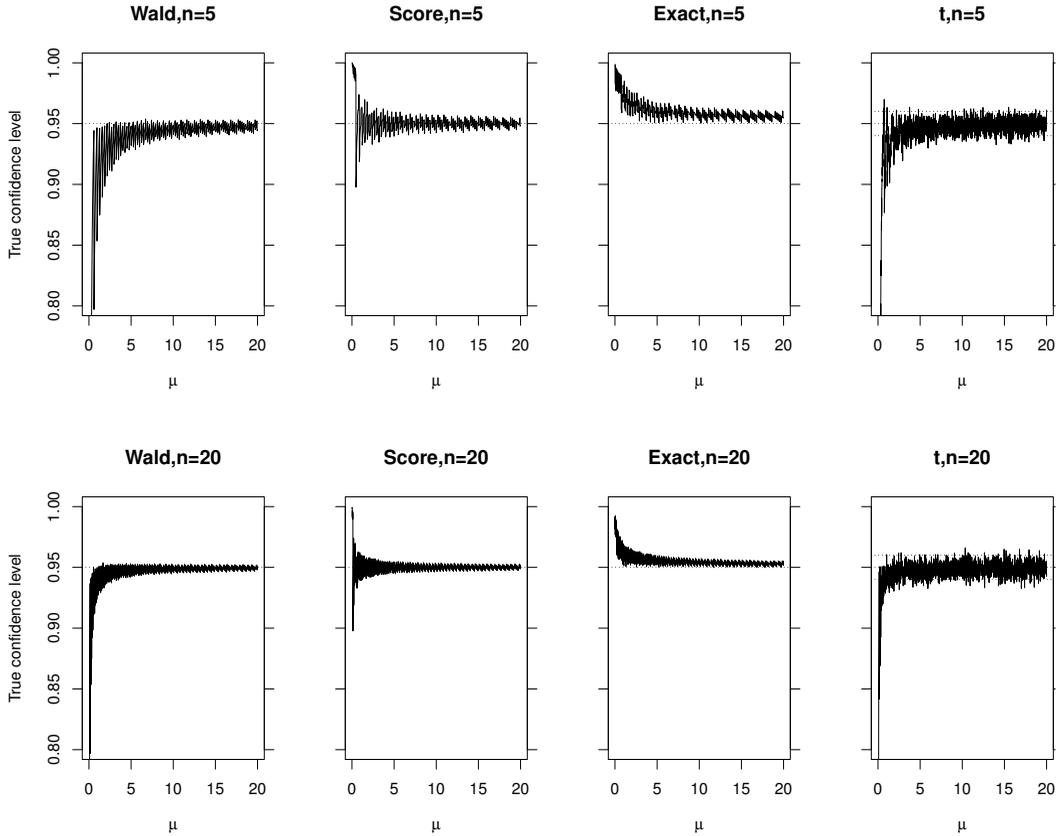 Wald,n=5
Score,n=5
Exact,n=5
t,n=5
True confidence level
0.80 0.85 0.90 0.95 1.00
0 5 10 15 20
0 5 10 15 20
0 5 10 15 20
0 5 10 15 20
μ
μ
μ
μ
Wald,n=20
Score,n=20
Exact,n=20
t,n=20
True confidence level
0.80 0.85 0.90 0.95 1.00
0 5 10 15 20
0 5 10 15 20
0 5 10 15 20
0 5 10 15 20
μ
μ
μ
μ